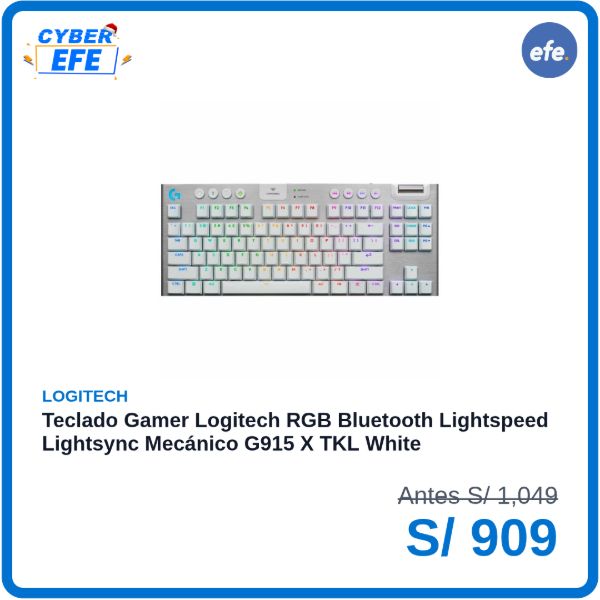 CYBER
EFE
efe.
LOGITECH
Teclado Gamer Logitech RGB Bluetooth Lightspeed
Lightsync Mecánico G915 X TKL White
Antes S/ 1,049
S/ 909